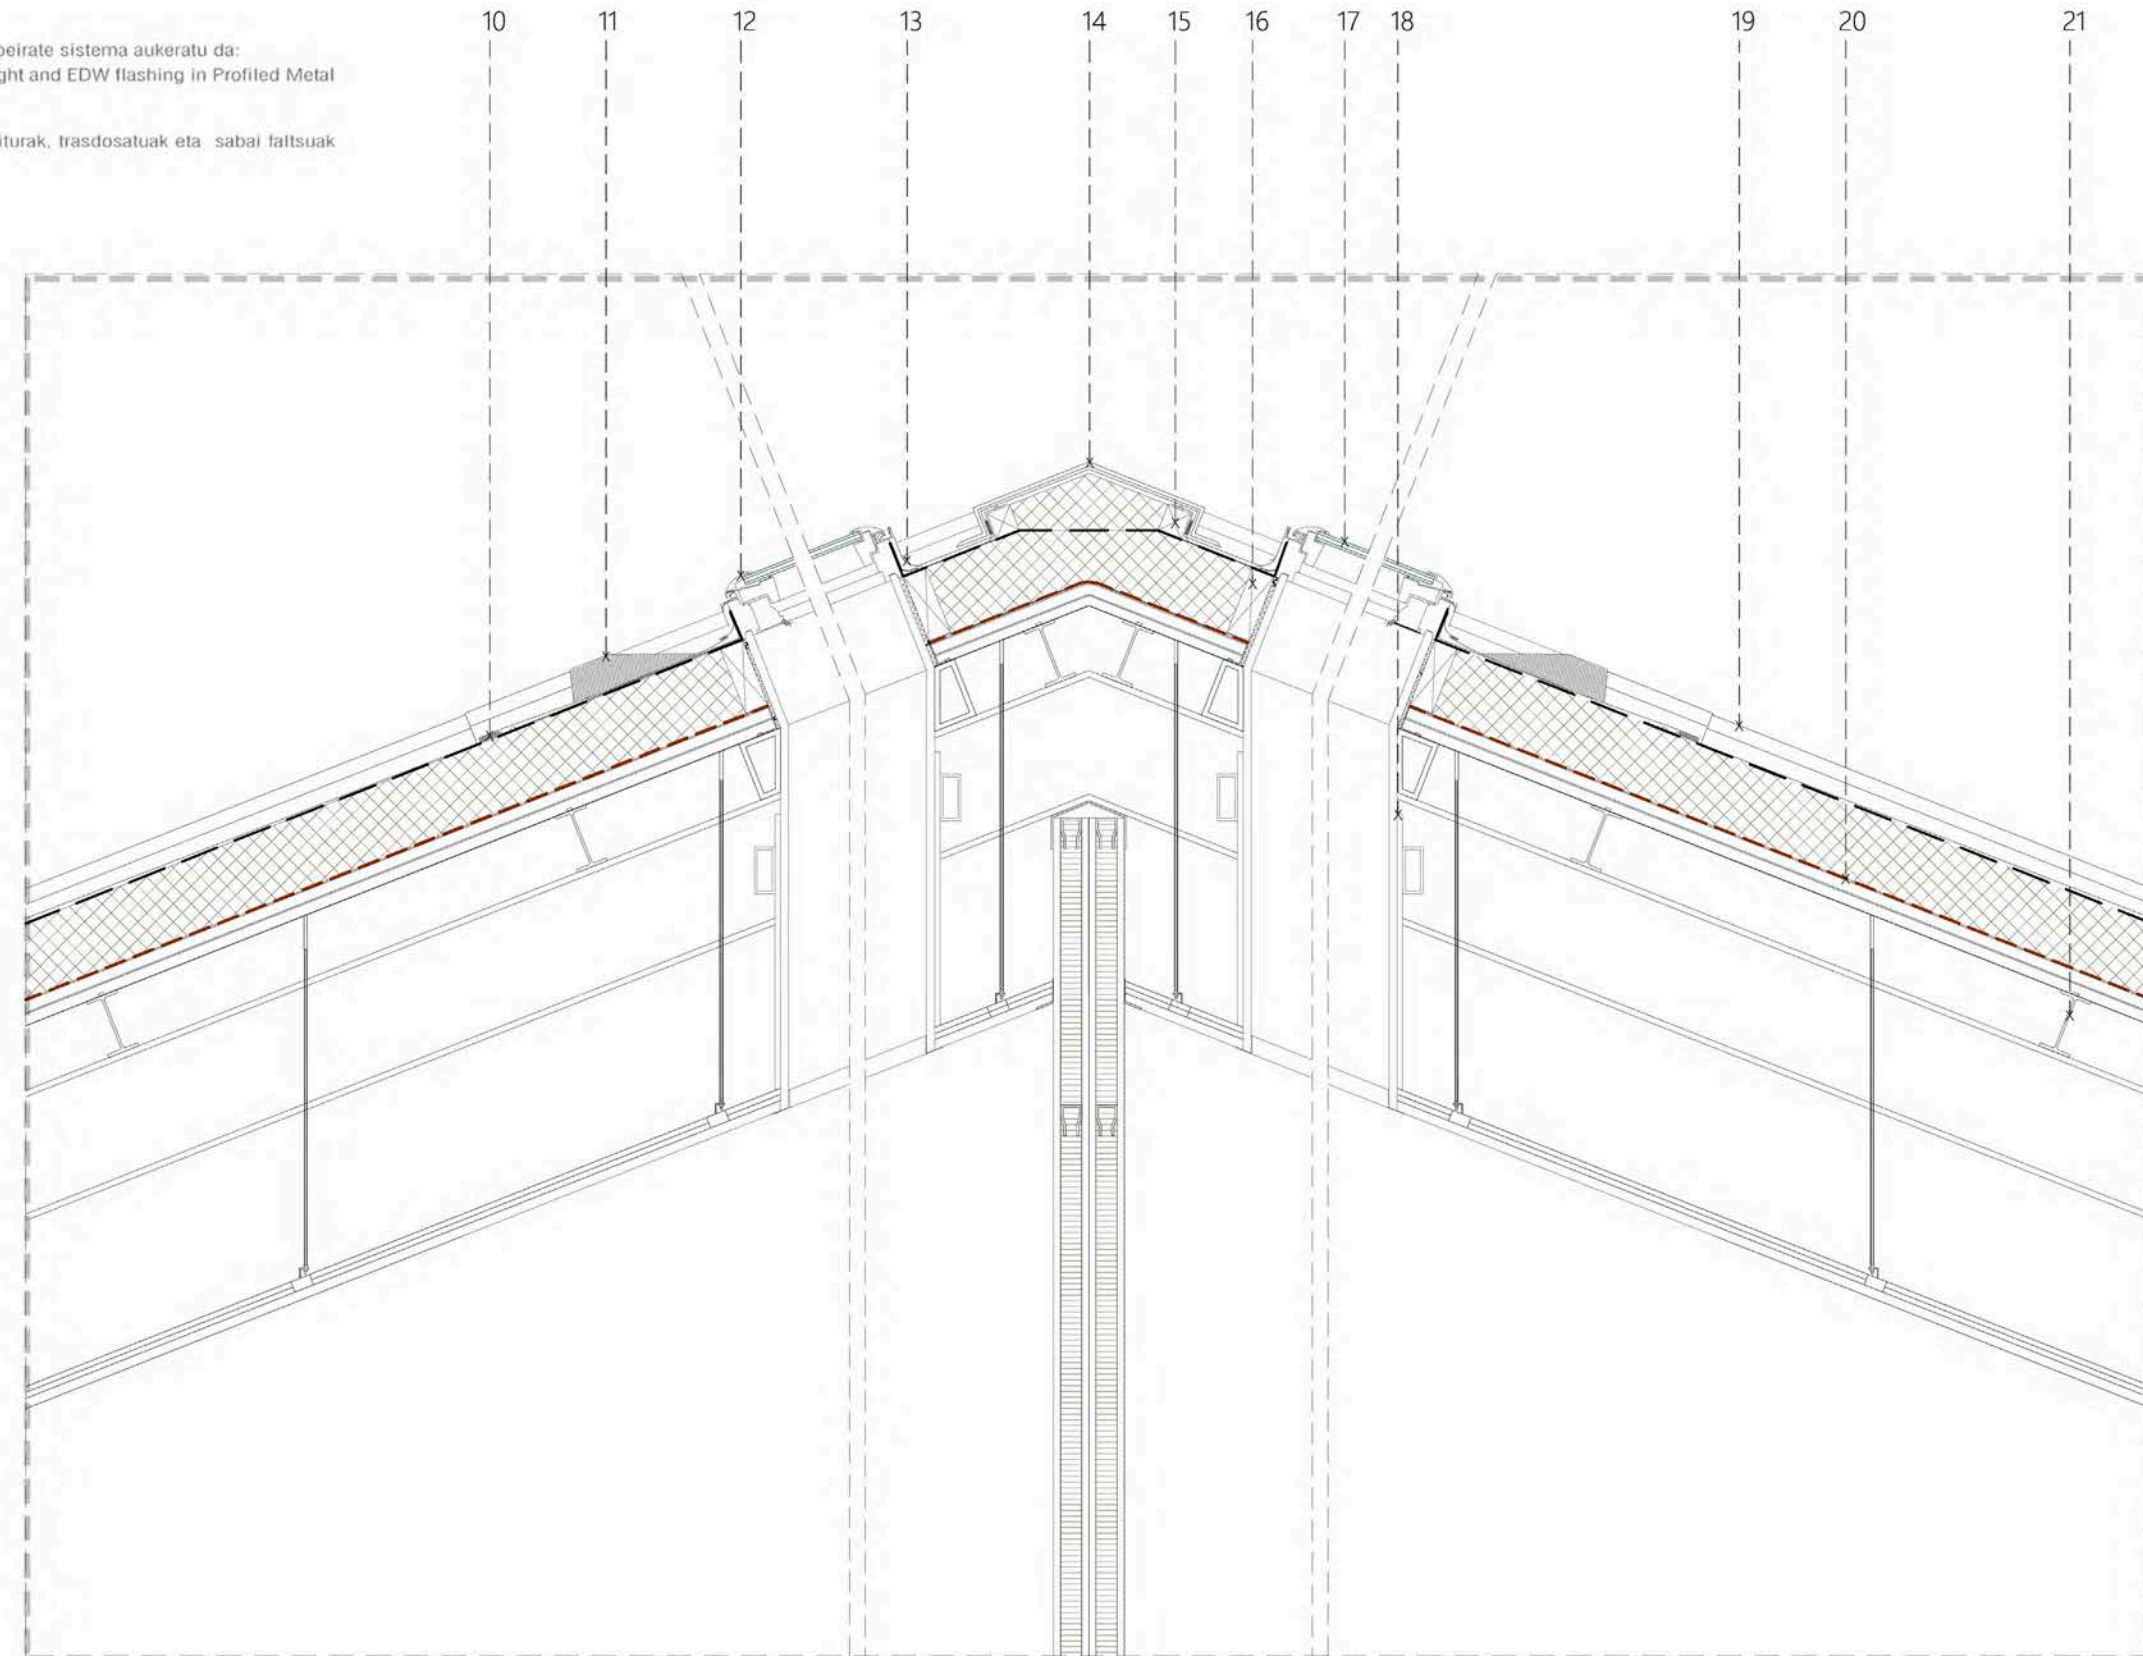 10 11 12 13 14 15 16 17 18 19 20 21
beirate sistema aukeratu da:
ght and EDW flashing in Profiled Metal
iturak, trasdosatuak eta sabai faltsuak